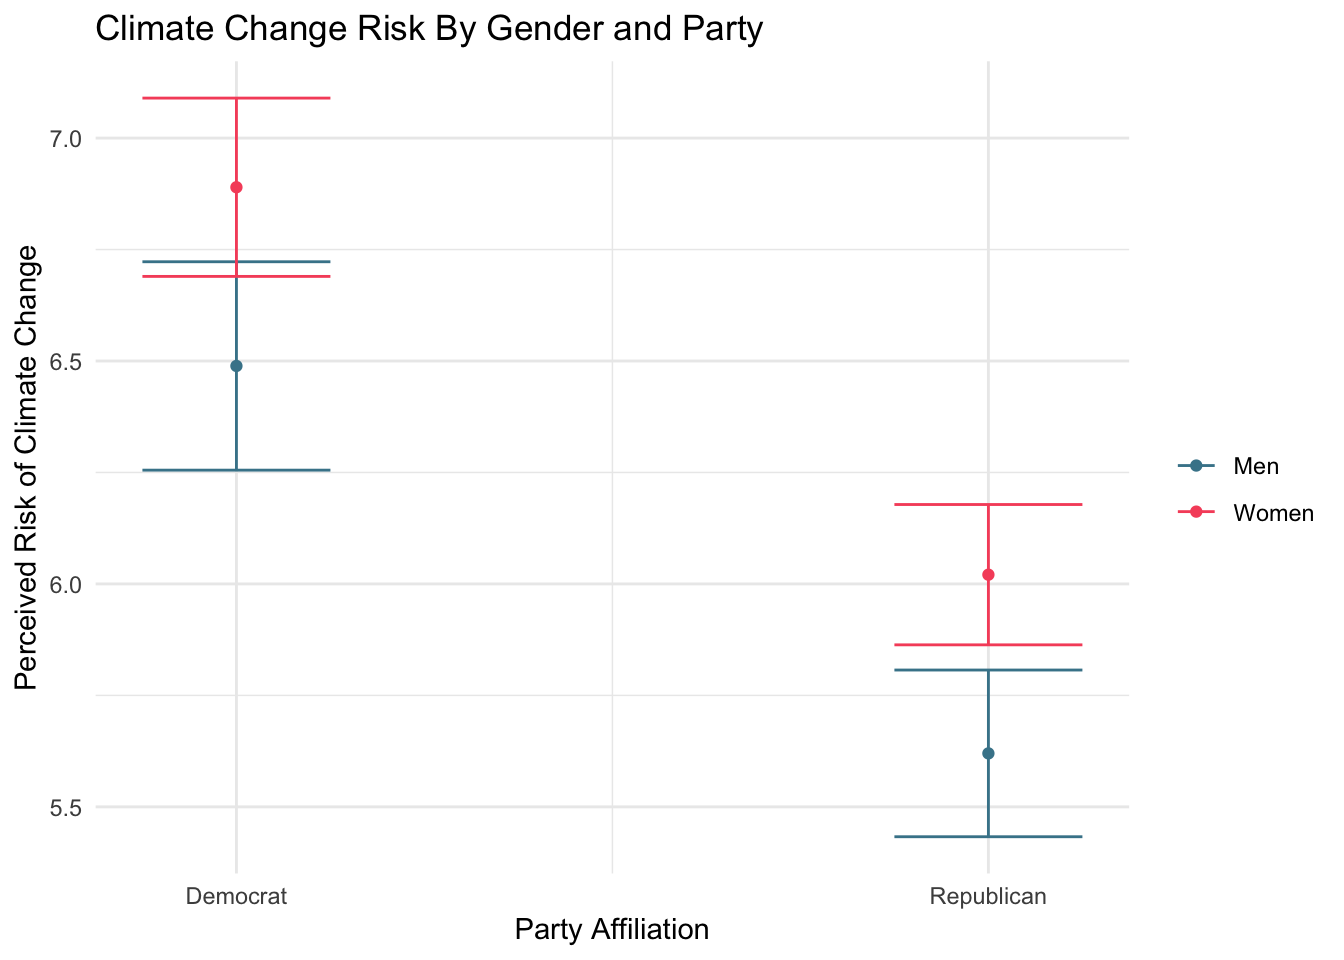 Climate Change Risk By Gender and Party
Perceived Risk of Climate Change
7.0
6.5
6.0
5.5
Democrat
Republican
Party Affiliation
Men
Women